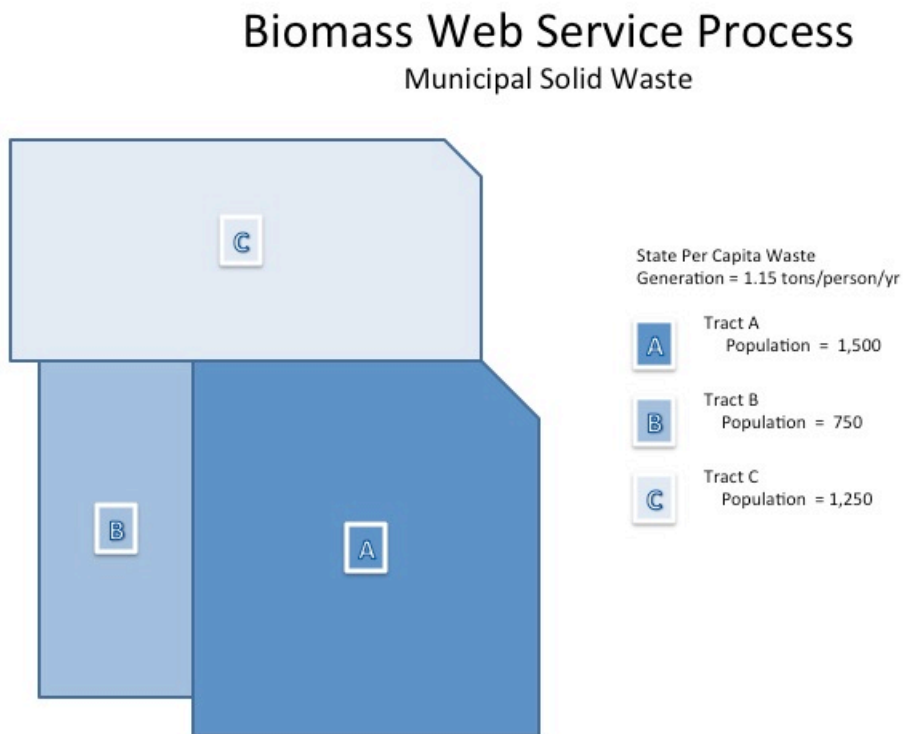 Biomass Web Service Process
Municipal Solid Waste
C
B
A
State Per Capita Waste
Generation = 1.15 tons/person/yr
A
Tract A
Population = 1,500
B
Tract B
Population = 750
C
Tract C
Population = 1,250